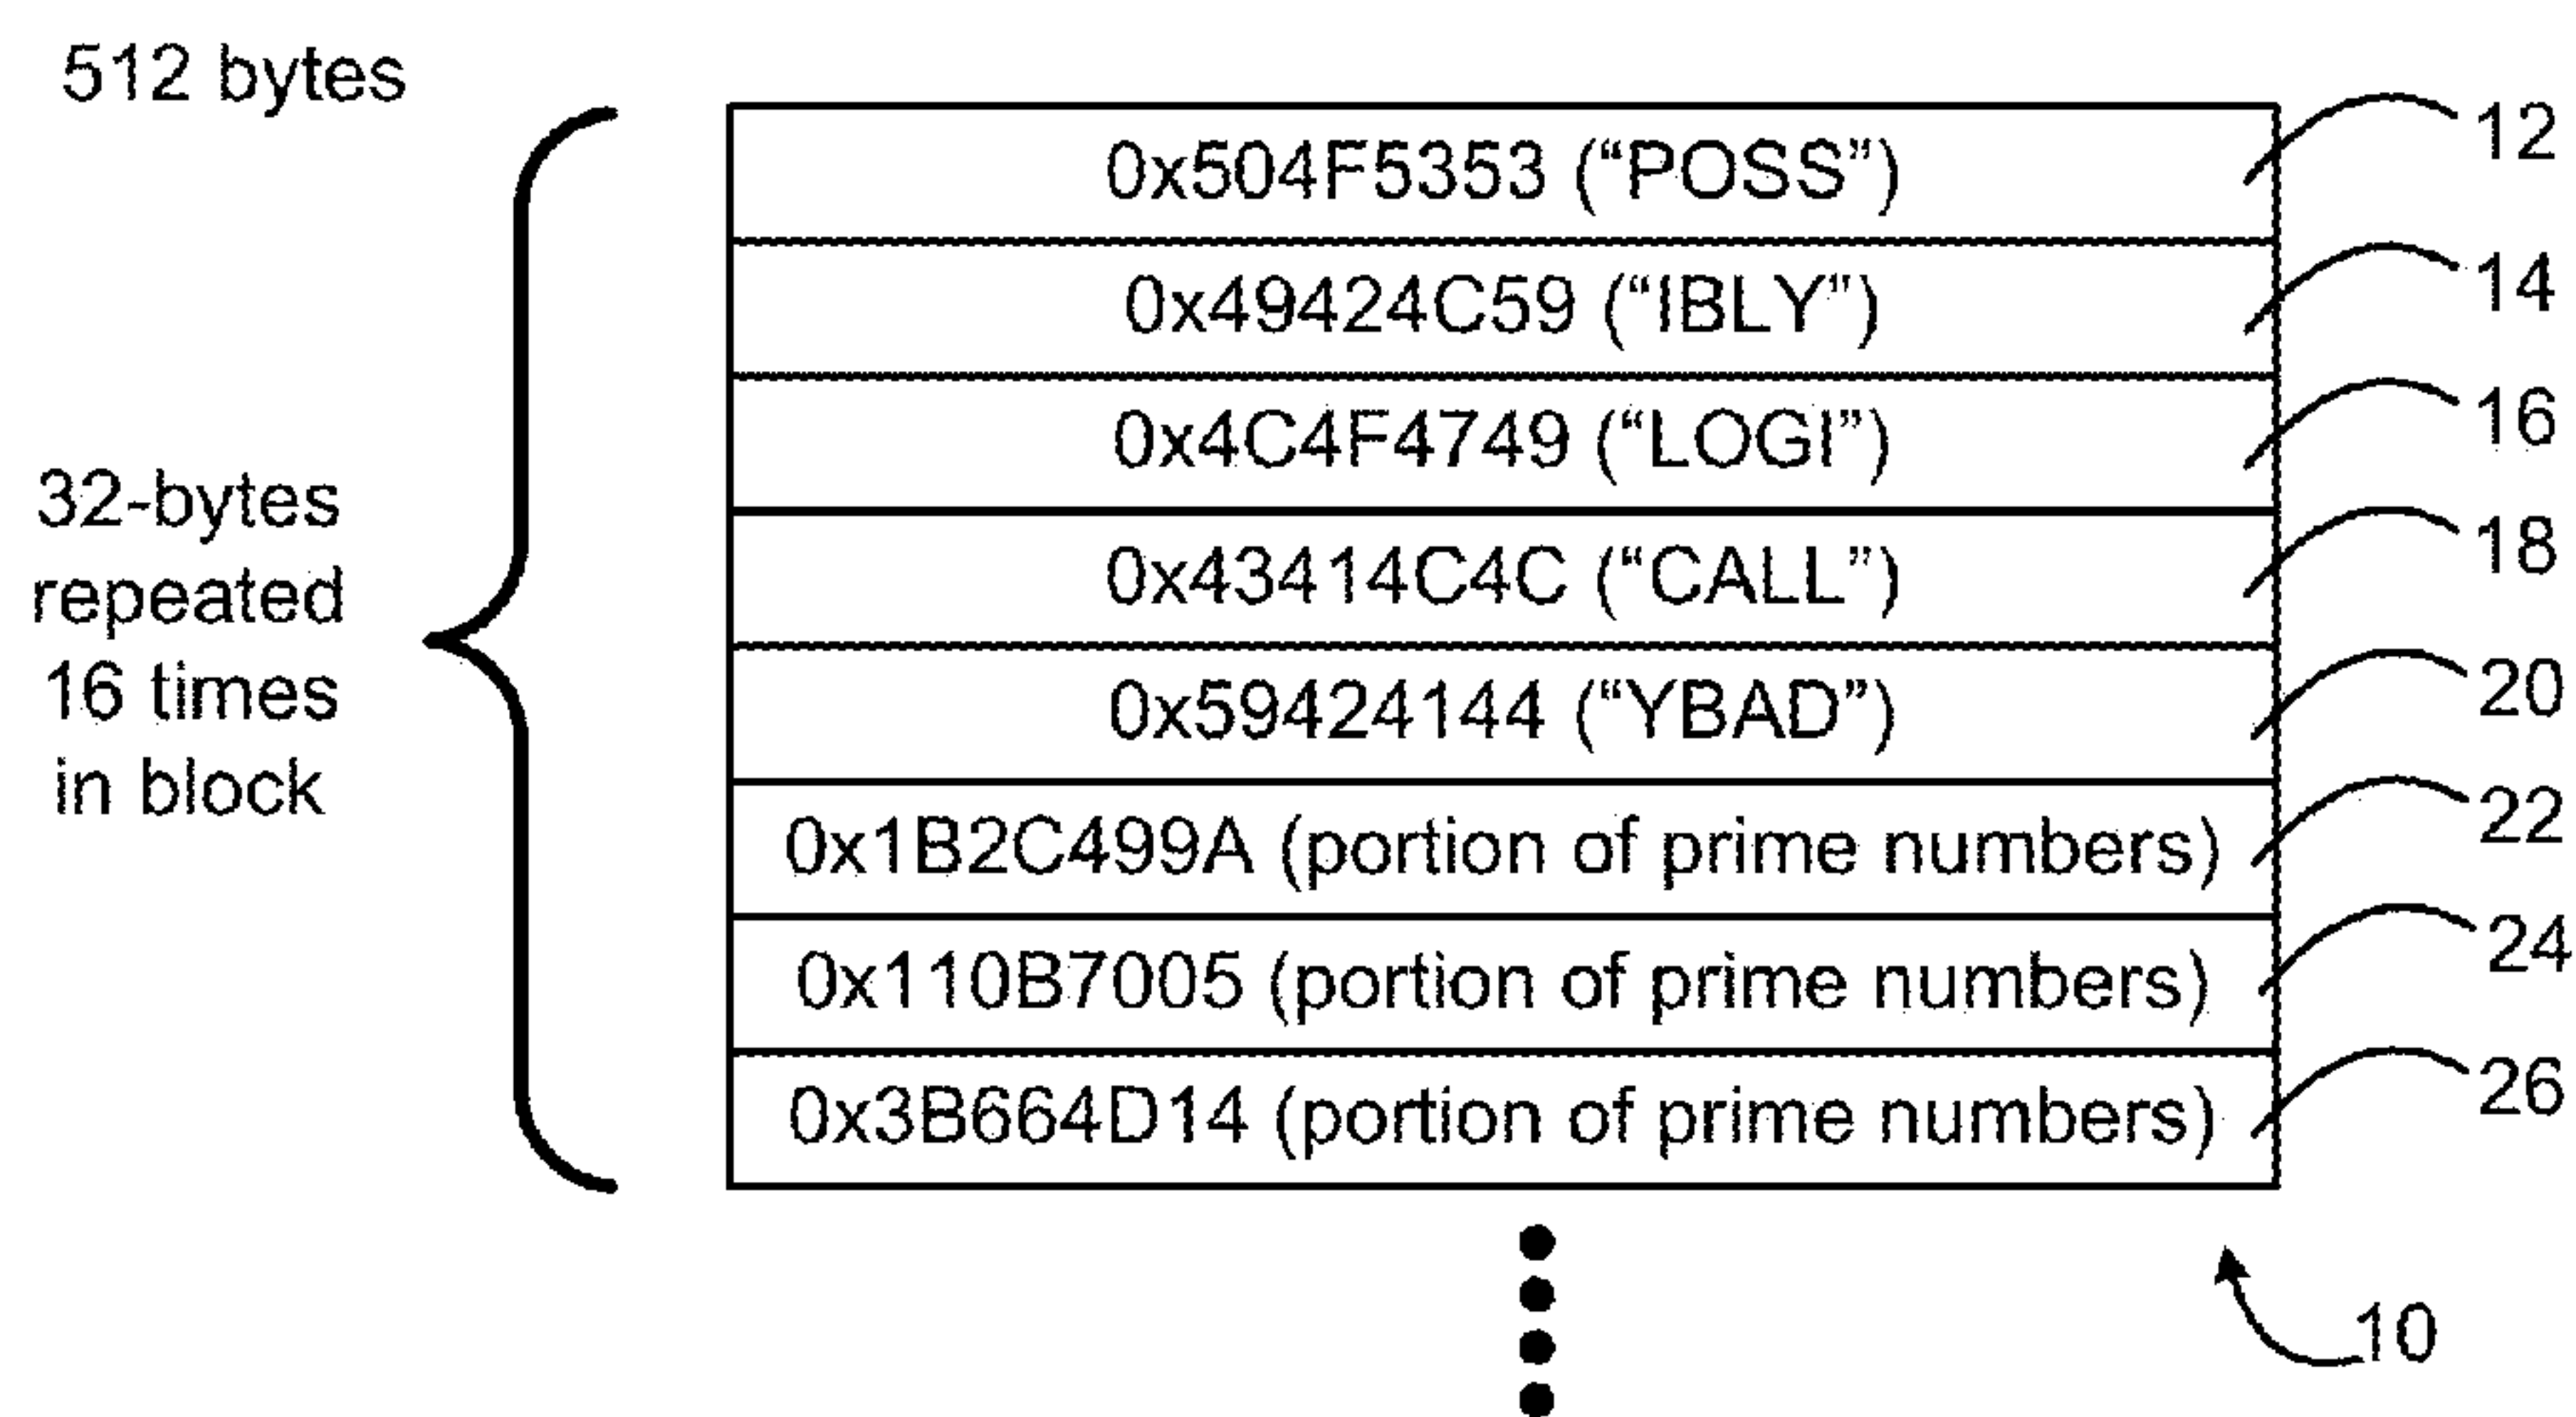 512 bytes
32-bytes
repeated
16 times
in block
0x504F5353 (“POSS”) 12
0x49424C59 (“IBLY”) 14
0x4C4F4749 (“LOGI”) 16
0x43414C4C (“CALL”) 18
0x59424144 (“YBAD”) 20
0x1B2C499A (portion of prime numbers) 22
0x110B7005 (portion of prime numbers) 24
0x3B664D14 (portion of prime numbers) 26
10